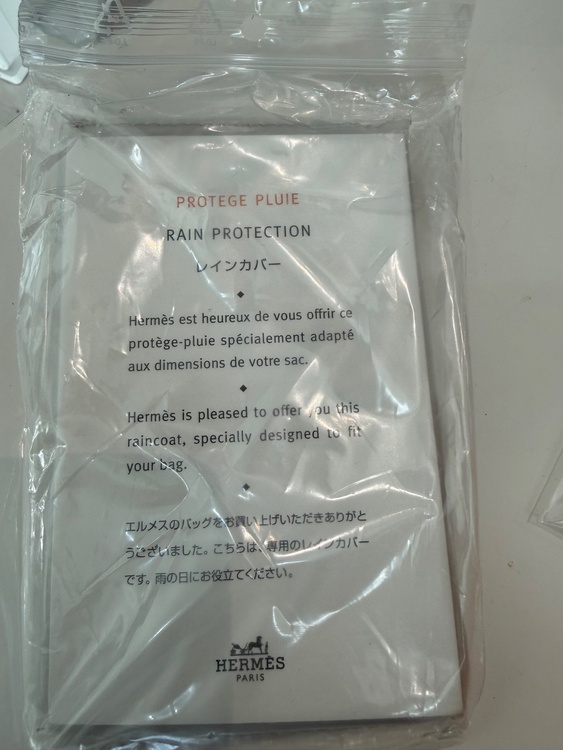 PROTEGE PLUIE
RAIN PROTECTION
レインカバー
Hermès est heureux de vous offrir ce
protège-pluie spécialement adapté
aux dimensions de votre sac.
Hermès is pleased to offer you this
raincoat, specially designed to fit
your bag.
エルメスのバッグをお買い上げいただきありがと
うございました。こちらは、専用のレインカバー
です。雨の日にお役立てください。
HERMÈS
PARIS